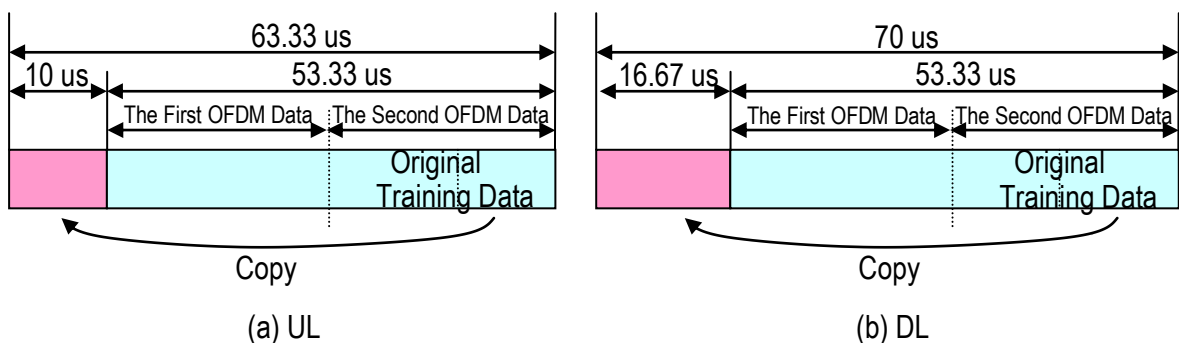 63.33 us
10 us
53.33 us
The First OFDM Data
The Second OFDM Data
Original
Training Data
Copy
(a) UL
70 us
16.67 us
53.33 us
The First OFDM Data
The Second OFDM Data
Original
Training Data
Copy
(b) DL